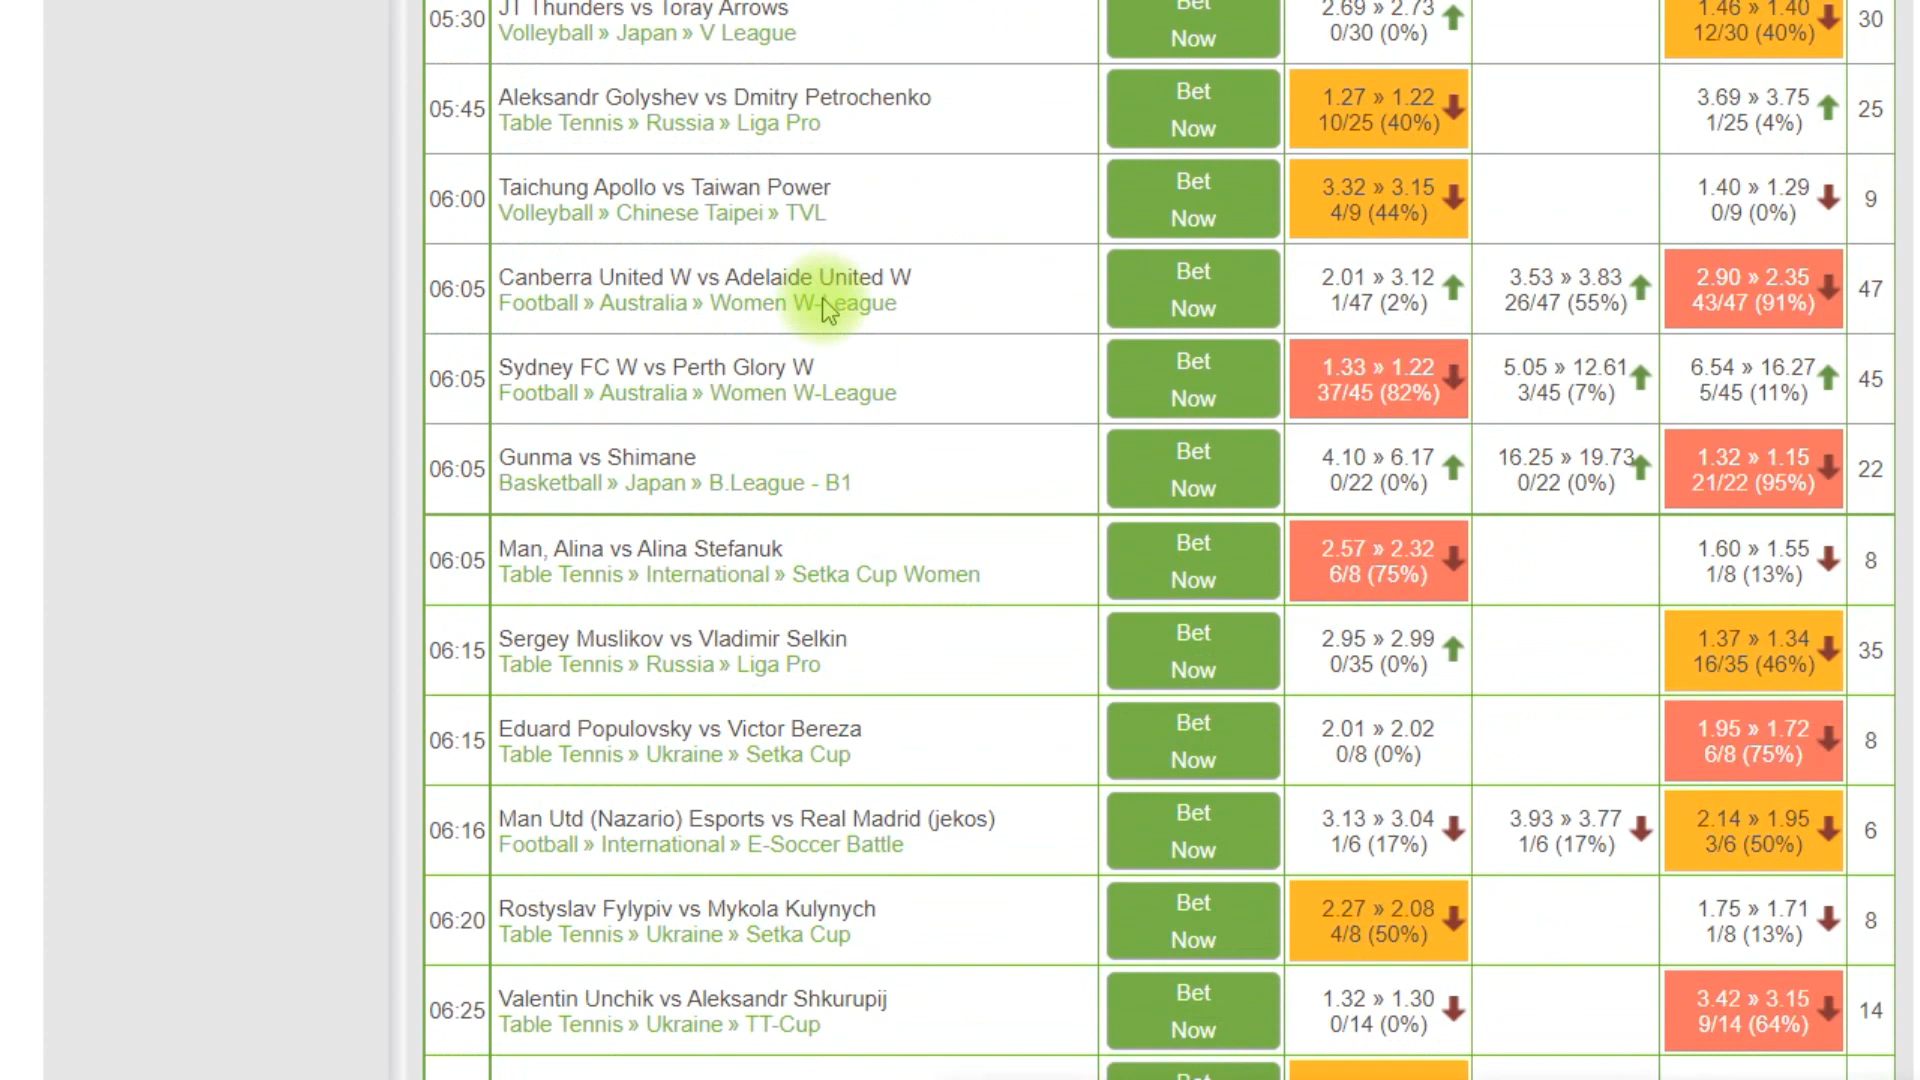 JT Thunders vs Toray Arrows
05:30
Volleyball » Japan » V League
Bet
Now
2.69 » 2.73
0/30 (0%)
1.46 » 1.40
12/30 (40%)
30
05:45
Aleksandr Golyshev vs Dmitry Petrochenko
Table Tennis » Russia » Liga Pro
Bet
Now
1.27 » 1.22
10/25 (40%)
3.69 » 3.75
1/25 (4%)
25
06:00
Taichung Apollo vs Taiwan Power
Volleyball » Chinese Taipei » TVL
Bet
Now
3.32 » 3.15
4/9 (44%)
1.40 » 1.29
0/9 (0%)
9
06:05
Canberra United W vs Adelaide United W
Football » Australia » Women W-League
Bet
Now
2.01 » 3.12
1/47 (2%)
3.53 » 3.83
26/47 (55%)
2.90 » 2.35
43/47 (91%)
47
06:05
Sydney FC W vs Perth Glory W
Football » Australia » Women W-League
Bet
Now
1.33 » 1.22
37/45 (82%)
5.05 » 12.61
3/45 (7%)
6.54 » 16.27
5/45 (11%)
45
06:05
Gunma vs Shimane
Basketball » Japan » B.League - B1
Bet
Now
4.10 » 6.17
0/22 (0%)
16.25 » 19.73
0/22 (0%)
1.32 » 1.15
21/22 (95%)
22
06:05
Man, Alina vs Alina Stefanuk
Table Tennis » International » Setka Cup Women
Bet
Now
2.57 » 2.32
6/8 (75%)
1.60 » 1.55
1/8 (13%)
8
06:15
Sergey Muslikov vs Vladimir Selkin
Table Tennis » Russia » Liga Pro
Bet
Now
2.95 » 2.99
0/35 (0%)
1.37 » 1.34
16/35 (46%)
35
06:15
Eduard Populovsky vs Victor Bereza
Table Tennis » Ukraine » Setka Cup
Bet
Now
2.01 » 2.02
0/8 (0%)
1.95 » 1.72
6/8 (75%)
8
06:16
Man Utd (Nazario) Esports vs Real Madrid (jekos)
Football » International » E-Soccer Battle
Bet
Now
3.13 » 3.04
1/6 (17%)
3.93 » 3.77
1/6 (17%)
2.14 » 1.95
3/6 (50%)
6
06:20
Rostyslav Fylypiv vs Mykola Kulynych
Table Tennis » Ukraine » Setka Cup
Bet
Now
2.27 » 2.08
4/8 (50%)
1.75 » 1.71
1/8 (13%)
8
06:25
Valentin Unchik vs Aleksandr Shkurupij
Table Tennis » Ukraine » TT-Cup
Bet
Now
1.32 » 1.30
0/14 (0%)
3.42 » 3.15
9/14 (64%)
14
Bet